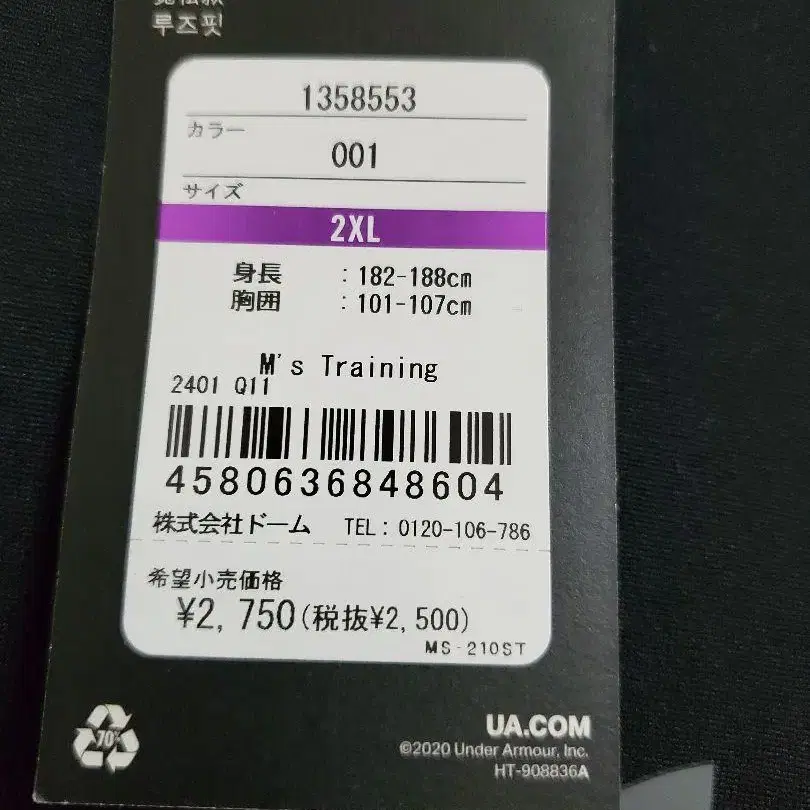 루즈핏
1358553
カラー
001
サイズ
2XL
身長 : 182-188cm
胸囲 : 101-107cm
M's Training
2401 Q11
4580636848604
株式会社ドーム TEL: 0120-106-786
希望小売価格
¥2,750(税抜¥2,500)
MS-210ST
70%
UA.COM
©2020 Under Armour, Inc.
HT-908836A